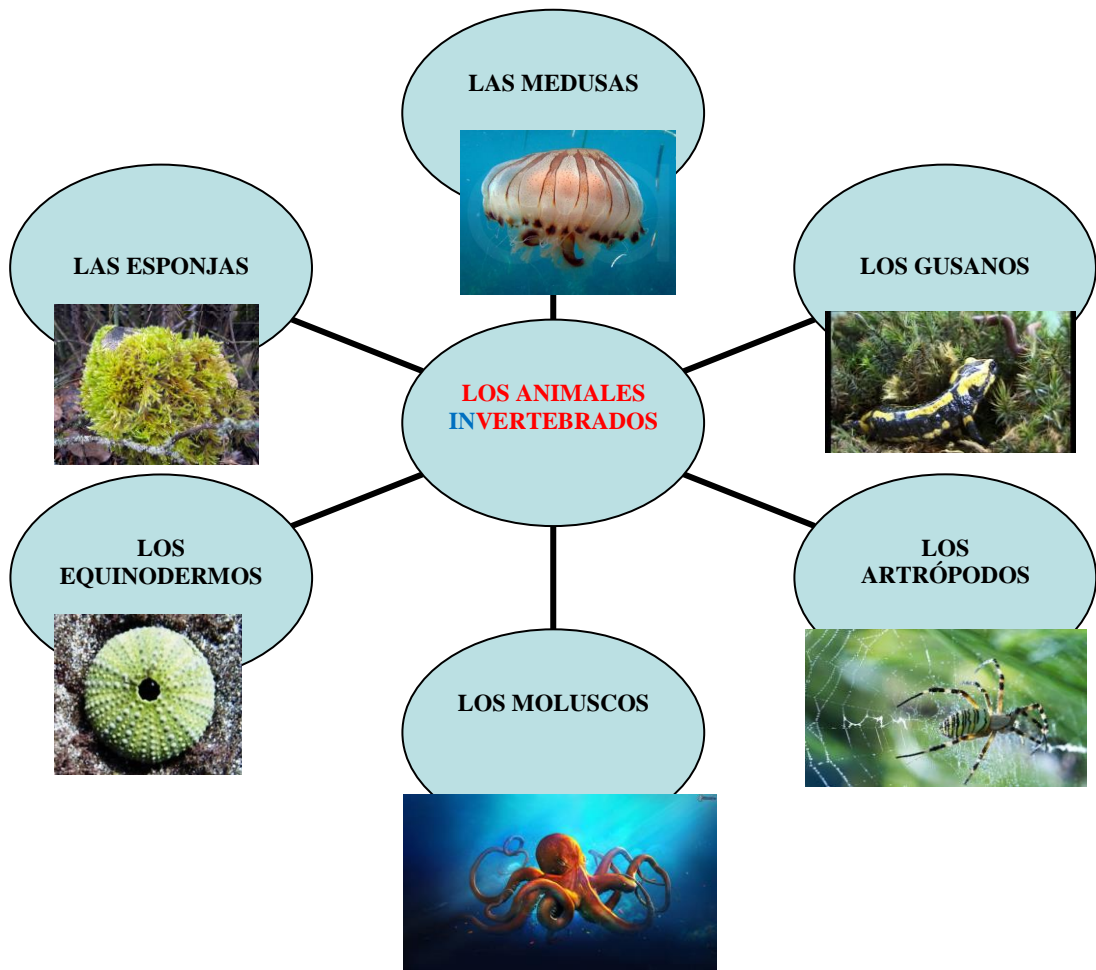 LAS MEDUSAS
LAS ESPONJAS
LOS GUSANOS
LOS ANIMALES
INVERTEBRADOS
LOS
EQUINODERMOS
LOS
ARTRÓPODOS
LOS MOLUSCOS